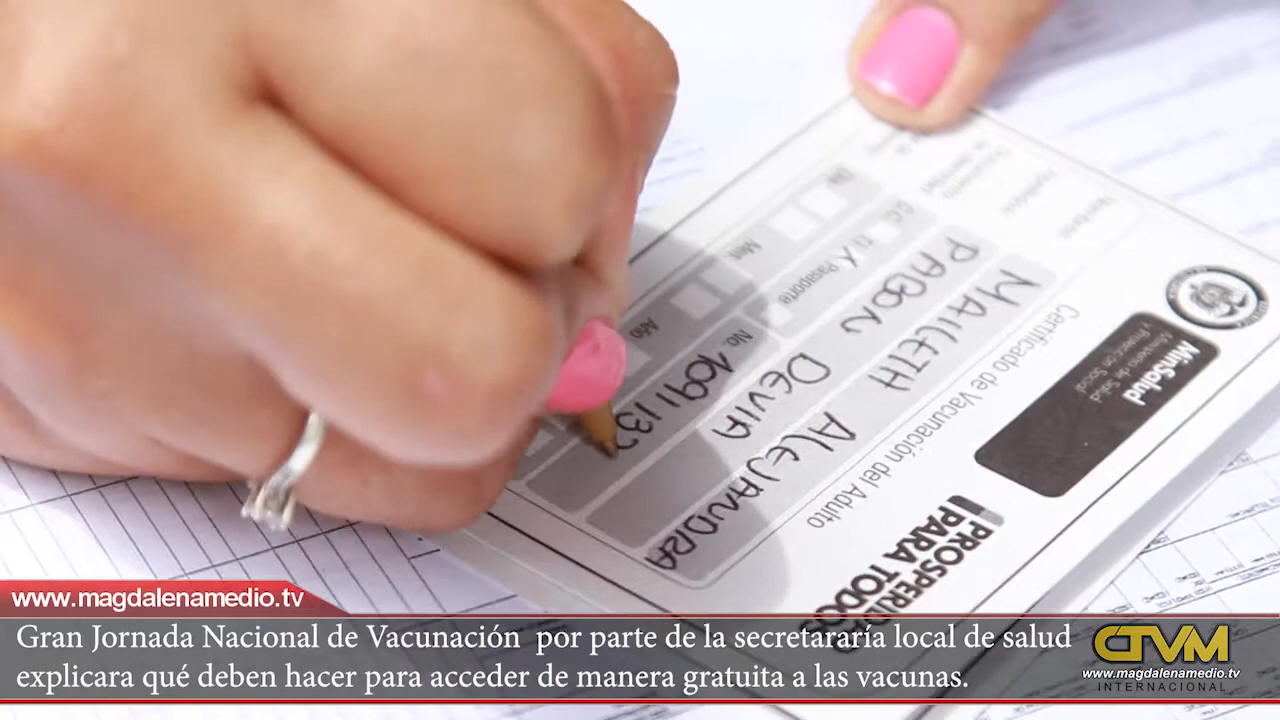 MinSalud
Ministerio de Salud
y Protección Social
PROSPERIDAD
PARA TODOS
Certificado de Vacunación del Adulto
MAILETH ALEJANDRA
PABON DEVIA
C.C. TI X Pasaporte No. 1091132
DN Mes Año
www.magdalenamedio.tv
Gran Jornada Nacional de Vacunación por parte de la secretararía local de salud
explicara qué deben hacer para acceder de manera gratuita a las vacunas.
CTVM
www.magdalenamedio.tv
INTERNACIONAL